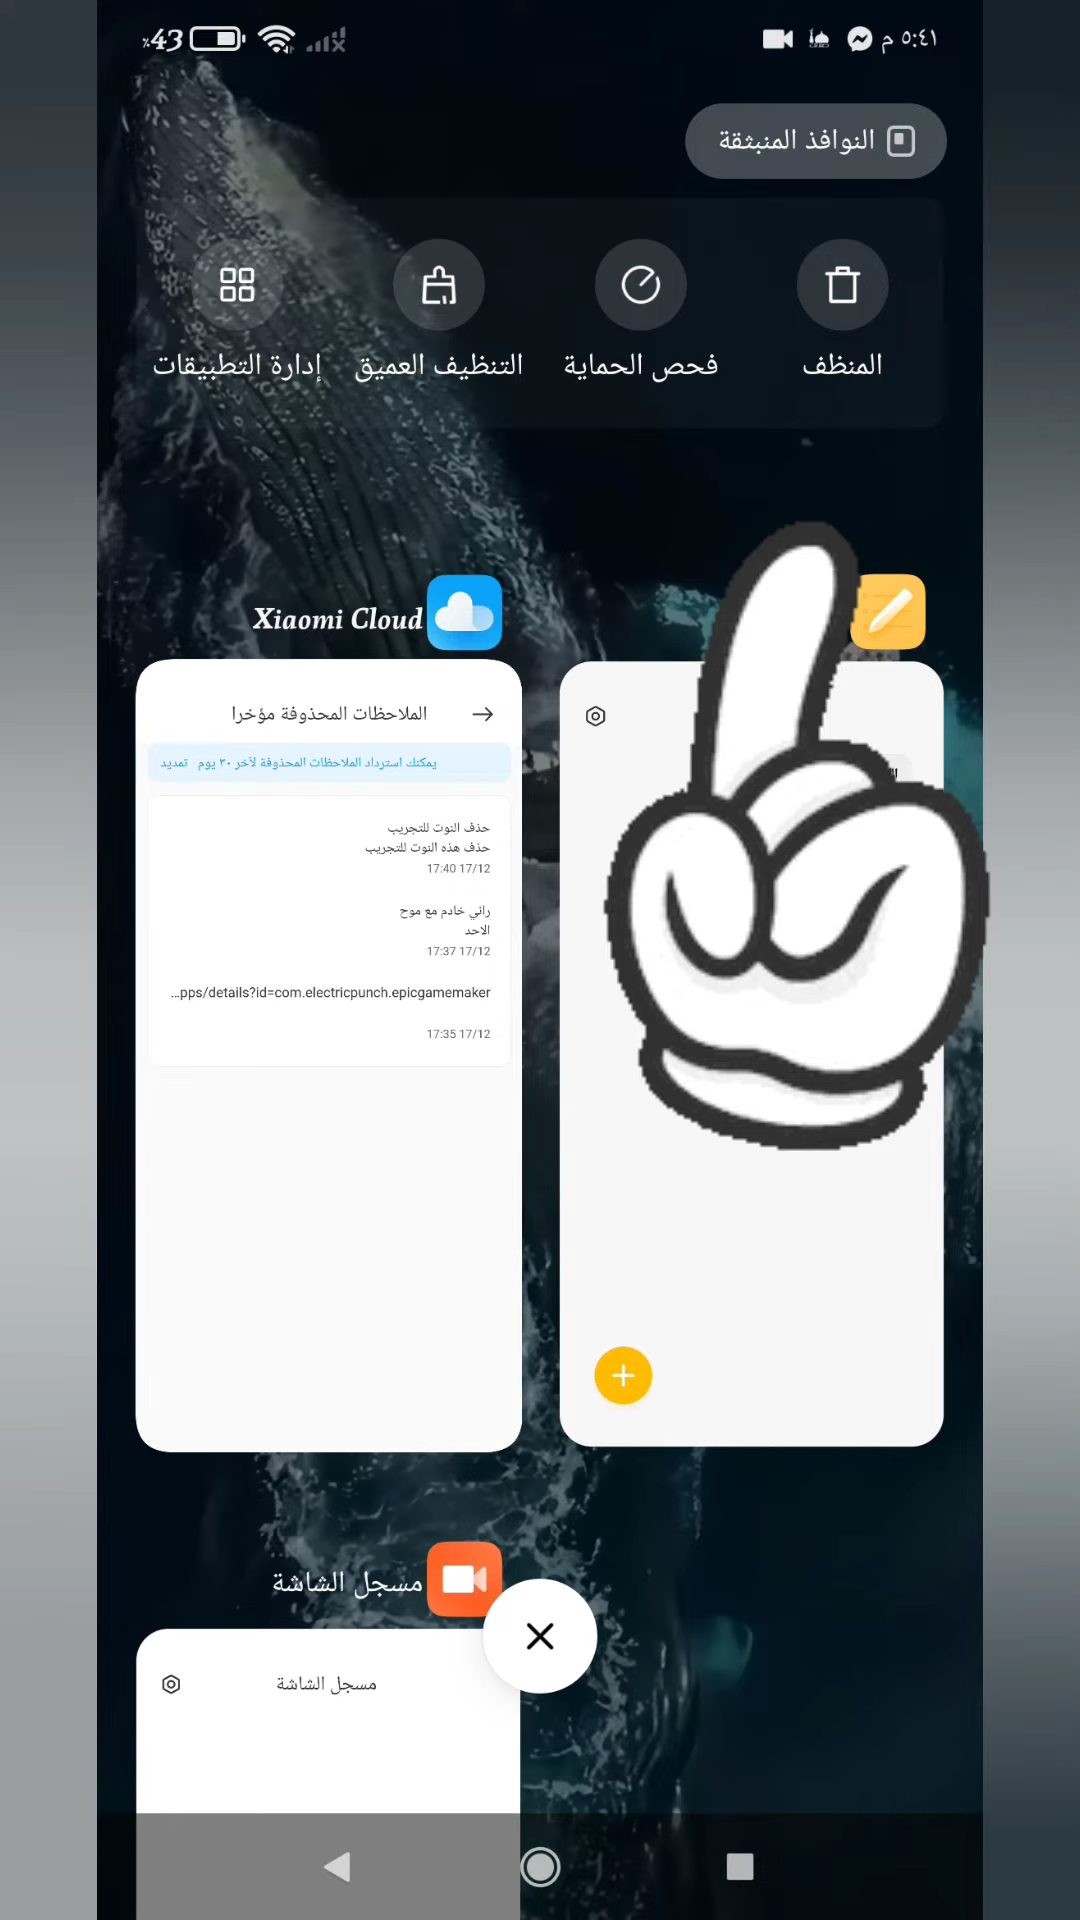 ٥:٤١ م
43٪
النوافذ المنبثقة
المنظف
فحص الحماية
التنظيف العميق
إدارة التطبيقات
Xiaomi Cloud
الملاحظات المحذوفة مؤخرا
يمكنك استرداد الملاحظات المحذوفة لآخر ٣٠ يوم تمديد
حذف النوت للتجريب
حذف هذه النوت للتجريب
17:40 17/12
راني خادم مع موح
الاحد
17:37 17/12
...pps/details?id=com.electricpunch.epicgamemaker
17:35 17/12
مسجل الشاشة
مسجل الشاشة